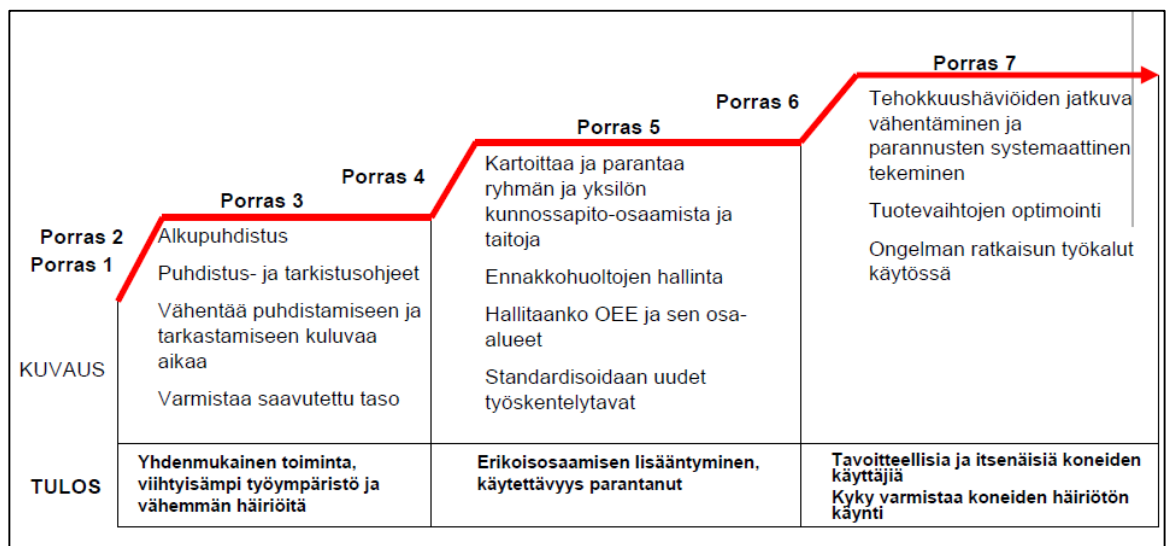 Porras 7
Porras 6
Porras 5
Porras 4
Porras 3
Porras 2
Porras 1
KUVAUS
Alkupuhdistus
Puhdistus- ja tarkistusohjeet
Vähentää puhdistamiseen ja
tarkastamiseen kuluvaa
aikaa
Varmistaa saavutettu taso
Kartoittaa ja parantaa
ryhmän ja yksilön
kunnossapito-osaamista ja
taitoja
Ennakkohuoltojen hallinta
Hallitaanko OEE ja sen osa-
alueet
Standardisoidaan uudet
työskentelytavat
Tehokkuushäviöiden jatkuva
vähentäminen ja
parannusten systemaattinen
tekeminen
Tuotevaihtojen optimointi
Ongelman ratkaisun työkalut
käytössä
TULOS
Yhdenmukainen toiminta,
viihtyisämpi työympäristö ja
vähemmän häiriöitä
Erikoisosaamisen lisääntyminen,
käytettävyys parantanut
Tavoitteellisia ja itsenäisiä koneiden
käyttäjiä
Kyky varmistaa koneiden häiriötön
käynti